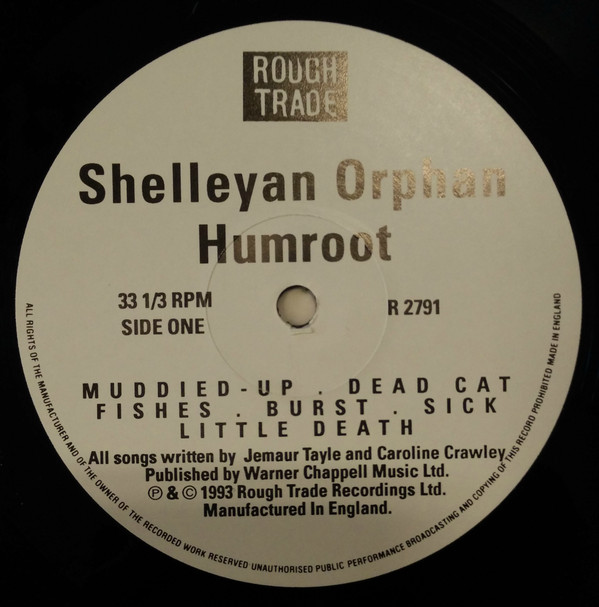 ROUGH
TRADE
Shelleyan Orphan
Humroot
33 1/3 RPM
SIDE ONE
R 2791
MUDDIED-UP . DEAD CAT
FISHES . BURST . SICK
LITTLE DEATH
All songs written by Jemaur Tayle and Caroline Crawley
Published by Warner Chappell Music Ltd.
℗ & © 1993 Rough Trade Recordings Ltd.
Manufactured In England.
ALL RIGHTS OF THE MANUFACTURER AND OF THE OWNER OF THE RECORDED WORK RESERVED UNAUTHORISED PUBLIC PERFORMANCE BROADCASTING AND COPYING OF THIS RECORD PROHIBITED MADE IN ENGLAND